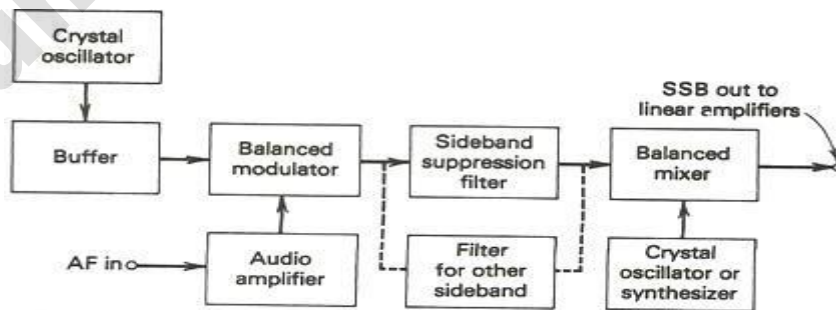 Crystal
oscillator
Buffer
Balanced
modulator
Sideband
suppression
filter
Balanced
mixer
SSB out to
linear amplifiers
AF in
Audio
amplifier
Filter
for other
sideband
Crystal
oscillator or
synthesizer